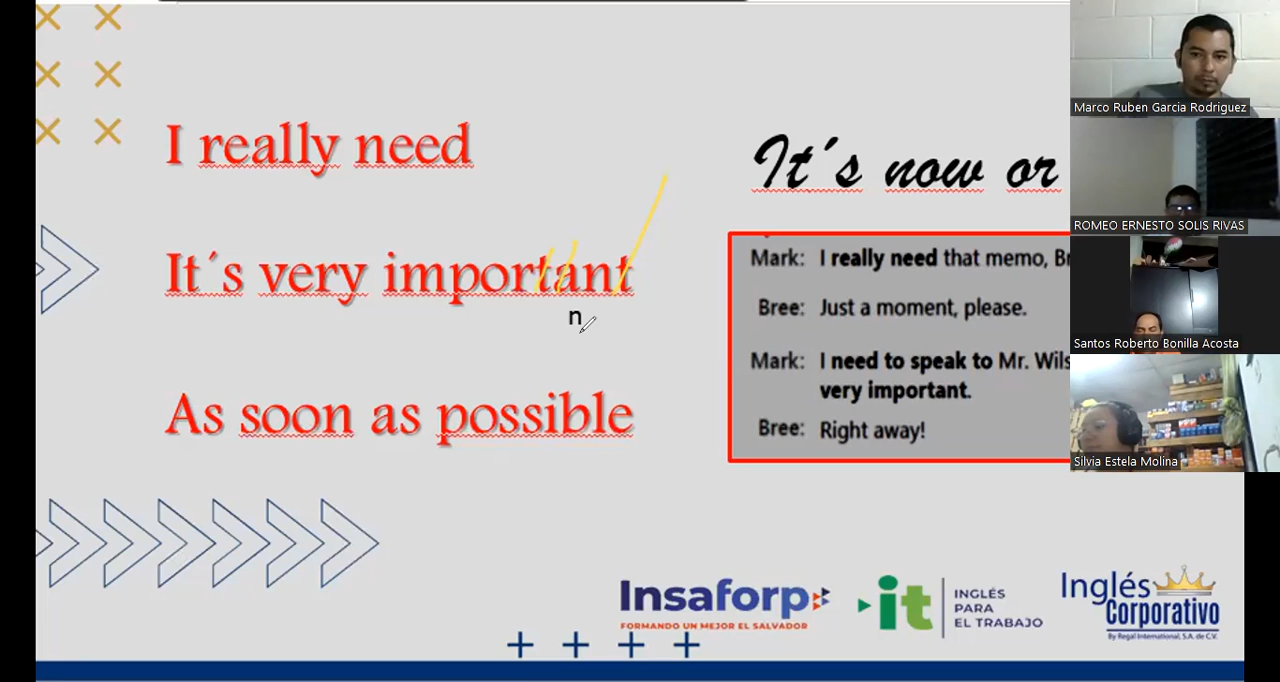 I really need
It´s very important
n
As soon as possible
It´s now or
Mark: I really need that memo, Br
Bree: Just a moment, please.
Mark: I need to speak to Mr. Wils
very important.
Bree: Right away!
Marco Ruben Garcia Rodriguez
ROMEO ERNESTO SOLIS RIVAS
Santos Roberto Bonilla Acosta
Silvia Estela Molina
Insaforp
FORMANDO UN MEJOR EL SALVADOR
it
INGLÉS
PARA
EL TRABAJO
Inglés
Corporativo
By Regal International, S.A. de C.V.